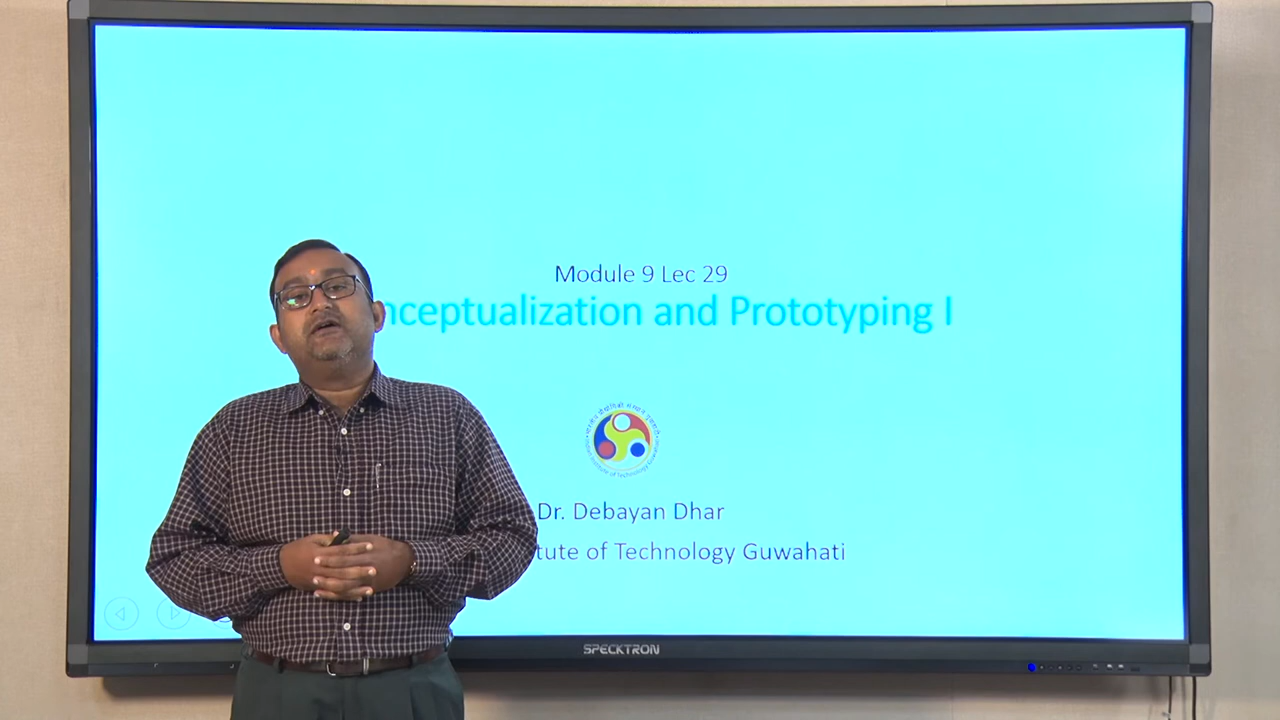 Module 9 Lec 29
nceptualization and Prototyping I
Dr. Debayan Dhar
tute of Technology Guwahati
SPECKTRON